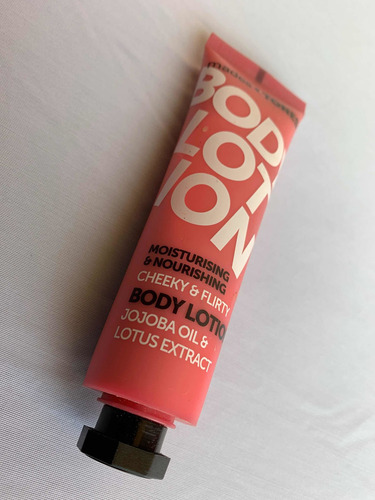 BODY
LOT
ION
MOISTURISING
& NOURISHING
CHEEKY & FLIRTY
BODY LOTION
JOJOBA OIL &
LOTUS EXTRACT